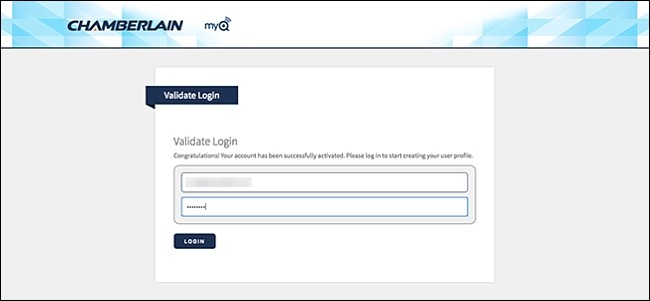 CHAMBERLAIN myQ
Validate Login
Validate Login
Congratulations! Your account has been successfully activated. Please log in to start creating your user profile.
••••••••
LOGIN